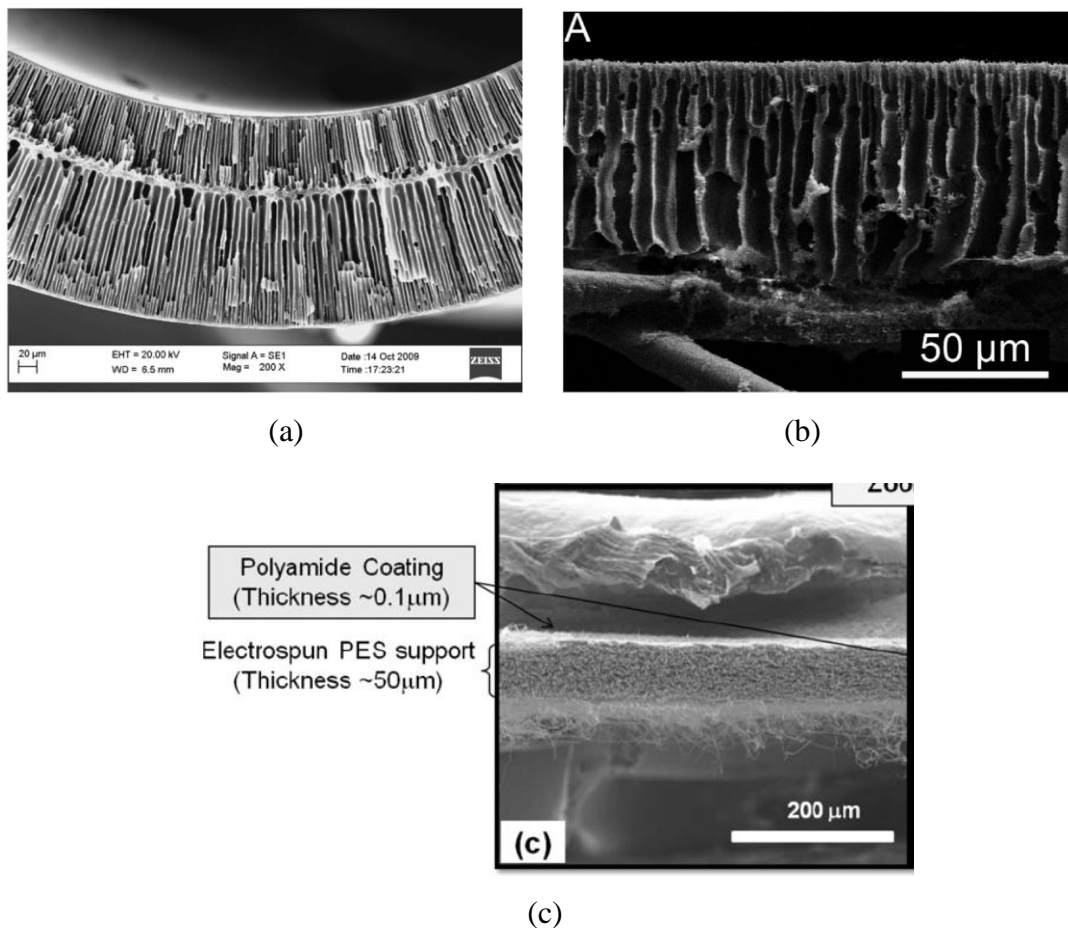 A
20 µm
EHT = 20.00 kV
WD = 6.5 mm
Signal A = SE1
Mag = 200 X
Date :14 Oct 2009
Time :17:23:21
ZEISS
50 µm
(a)
(b)
Polyamide Coating
(Thickness ~0.1µm)
Electrospun PES support
(Thickness ~50µm)
200 µm
(c)
(c)